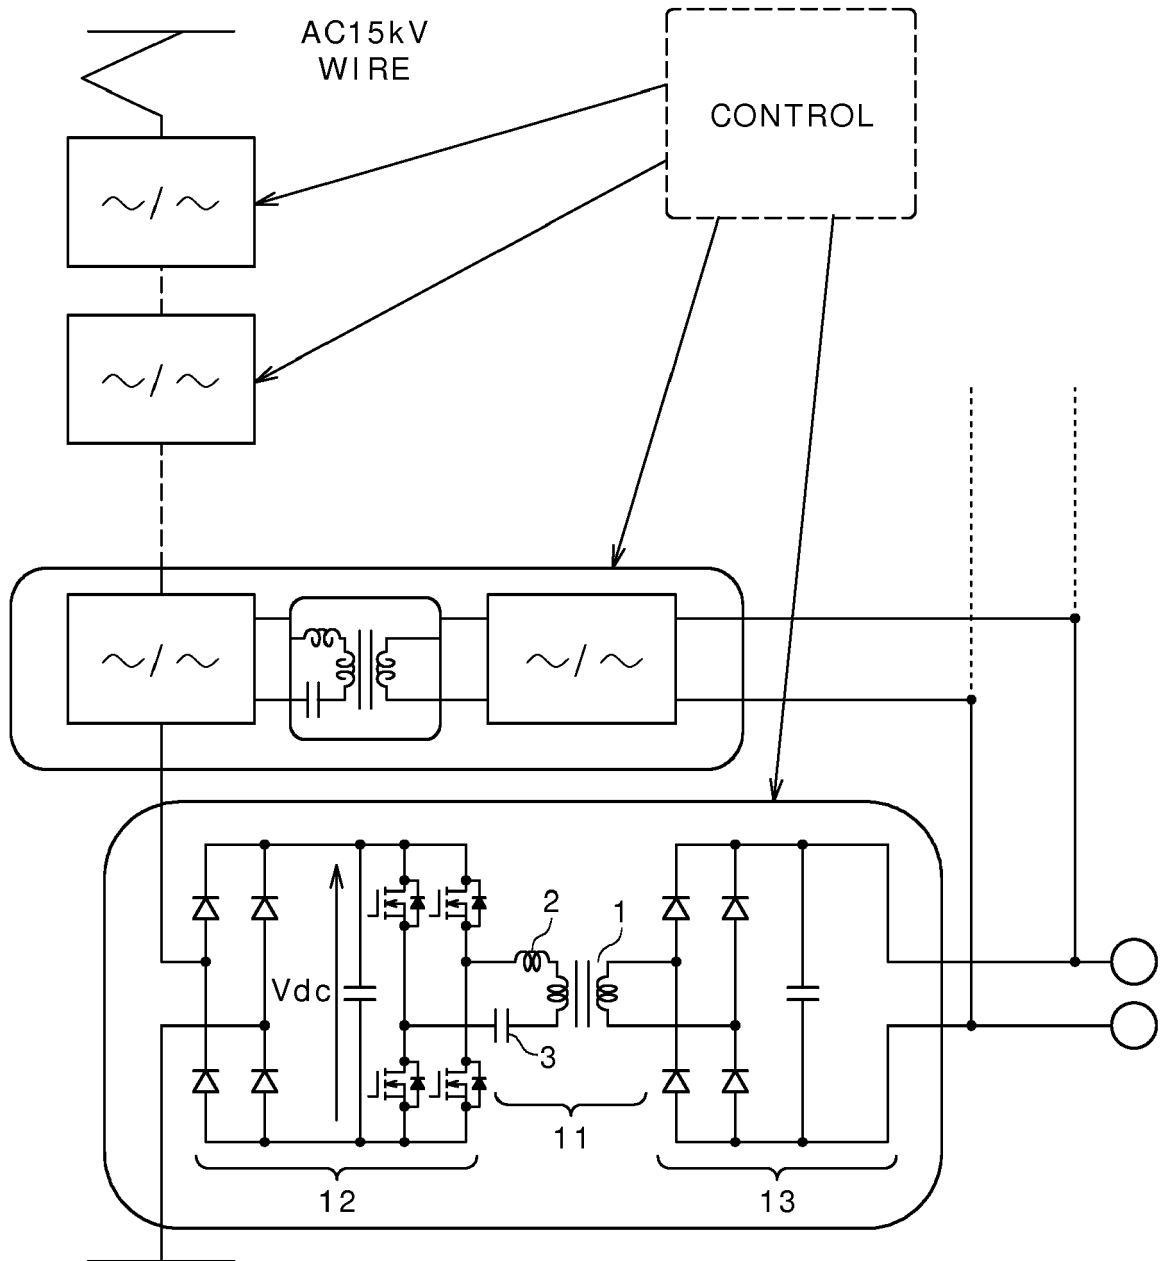 AC15kV
WIRE
CONTROL
~/~
~/~
~/~
~/~
2
1
Vdc
3
11
12
13